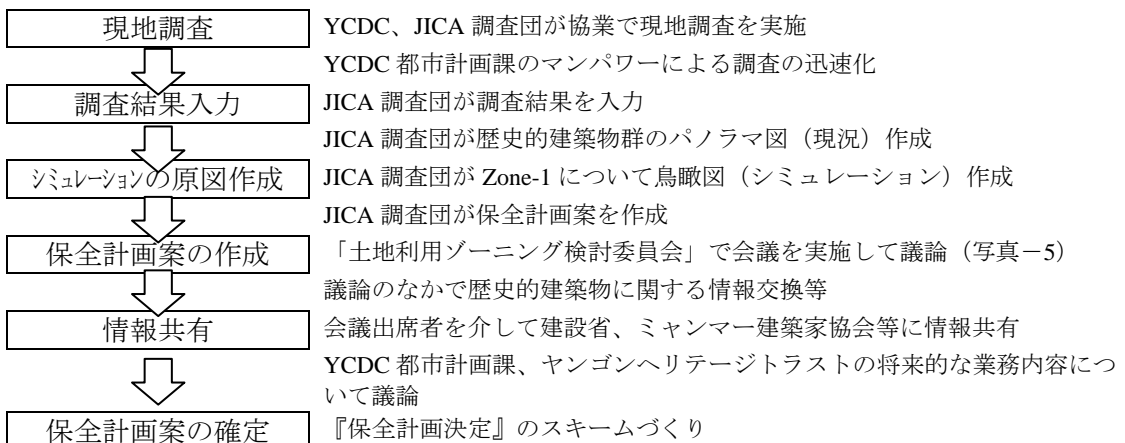 現地調査
YCDC、JICA 調査団が協業で現地調査を実施
YCDC 都市計画課のマンパワーによる調査の迅速化
調査結果入力
JICA 調査団が調査結果を入力
JICA 調査団が歴史的建築物群のパノラマ図（現況）作成
ｼﾐｭﾚｰｼｮﾝの原図作成
JICA 調査団が Zone-1 について鳥瞰図（シミュレーション）作成
JICA 調査団が保全計画案を作成
保全計画案の作成
「土地利用ゾーニング検討委員会」で会議を実施して議論（写真－5）
議論のなかで歴史的建築物に関する情報交換等
情報共有
会議出席者を介して建設省、ミャンマー建築家協会等に情報共有
YCDC 都市計画課、ヤンゴンヘリテージトラストの将来的な業務内容につ
いて議論
保全計画案の確定
『保全計画決定』のスキームづくり